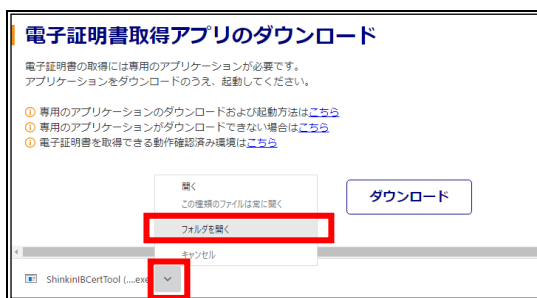 電子証明書取得アプリのダウンロード
電子証明書の取得には専用のアプリケーションが必要です。
アプリケーションをダウンロードのうえ、起動してください。
専用のアプリケーションのダウンロードおよび起動方法はこちら
専用のアプリケーションがダウンロードできない場合はこちら
電子証明書を取得できる動作確認済み環境はこちら
開く
この種類のファイルは常に開く
フォルダを開く
キャンセル
ダウンロード
ShinkinIBCertTool (....exe